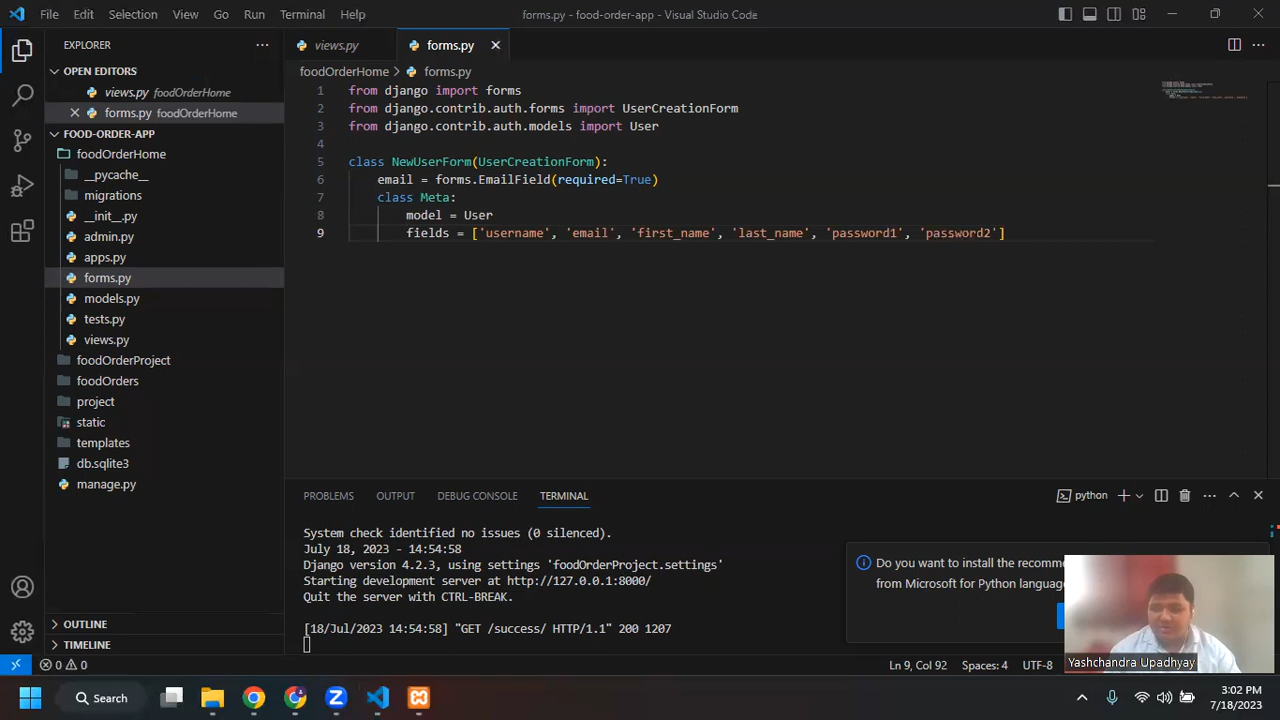 File Edit Selection View Go Run Terminal Help
forms.py - food-order-app - Visual Studio Code
EXPLORER
OPEN EDITORS
views.py foodOrderHome
forms.py foodOrderHome
FOOD-ORDER-APP
foodOrderHome
__pycache__
migrations
__init__.py
admin.py
apps.py
forms.py
models.py
tests.py
views.py
foodOrderProject
foodOrders
project
static
templates
db.sqlite3
manage.py
OUTLINE
TIMELINE
views.py
forms.py
foodOrderHome > forms.py
1 from django import forms
2 from django.contrib.auth.forms import UserCreationForm
3 from django.contrib.auth.models import User
4
5 class NewUserForm(UserCreationForm):
6 email = forms.EmailField(required=True)
7 class Meta:
8 model = User
9 fields = ['username', 'email', 'first_name', 'last_name', 'password1', 'password2']
PROBLEMS OUTPUT DEBUG CONSOLE TERMINAL
python
System check identified no issues (0 silenced).
July 18, 2023 - 14:54:58
Django version 4.2.3, using settings 'foodOrderProject.settings'
Starting development server at http://127.0.0.1:8000/
Quit the server with CTRL-BREAK.
[18/Jul/2023 14:54:58] "GET /success/ HTTP/1.1" 200 1207
Do you want to install the recomme
from Microsoft for Python languag
Yashchandra Upadhyay
0 0
Ln 9, Col 92 Spaces: 4 UTF-8
Search
3:02 PM
7/18/2023